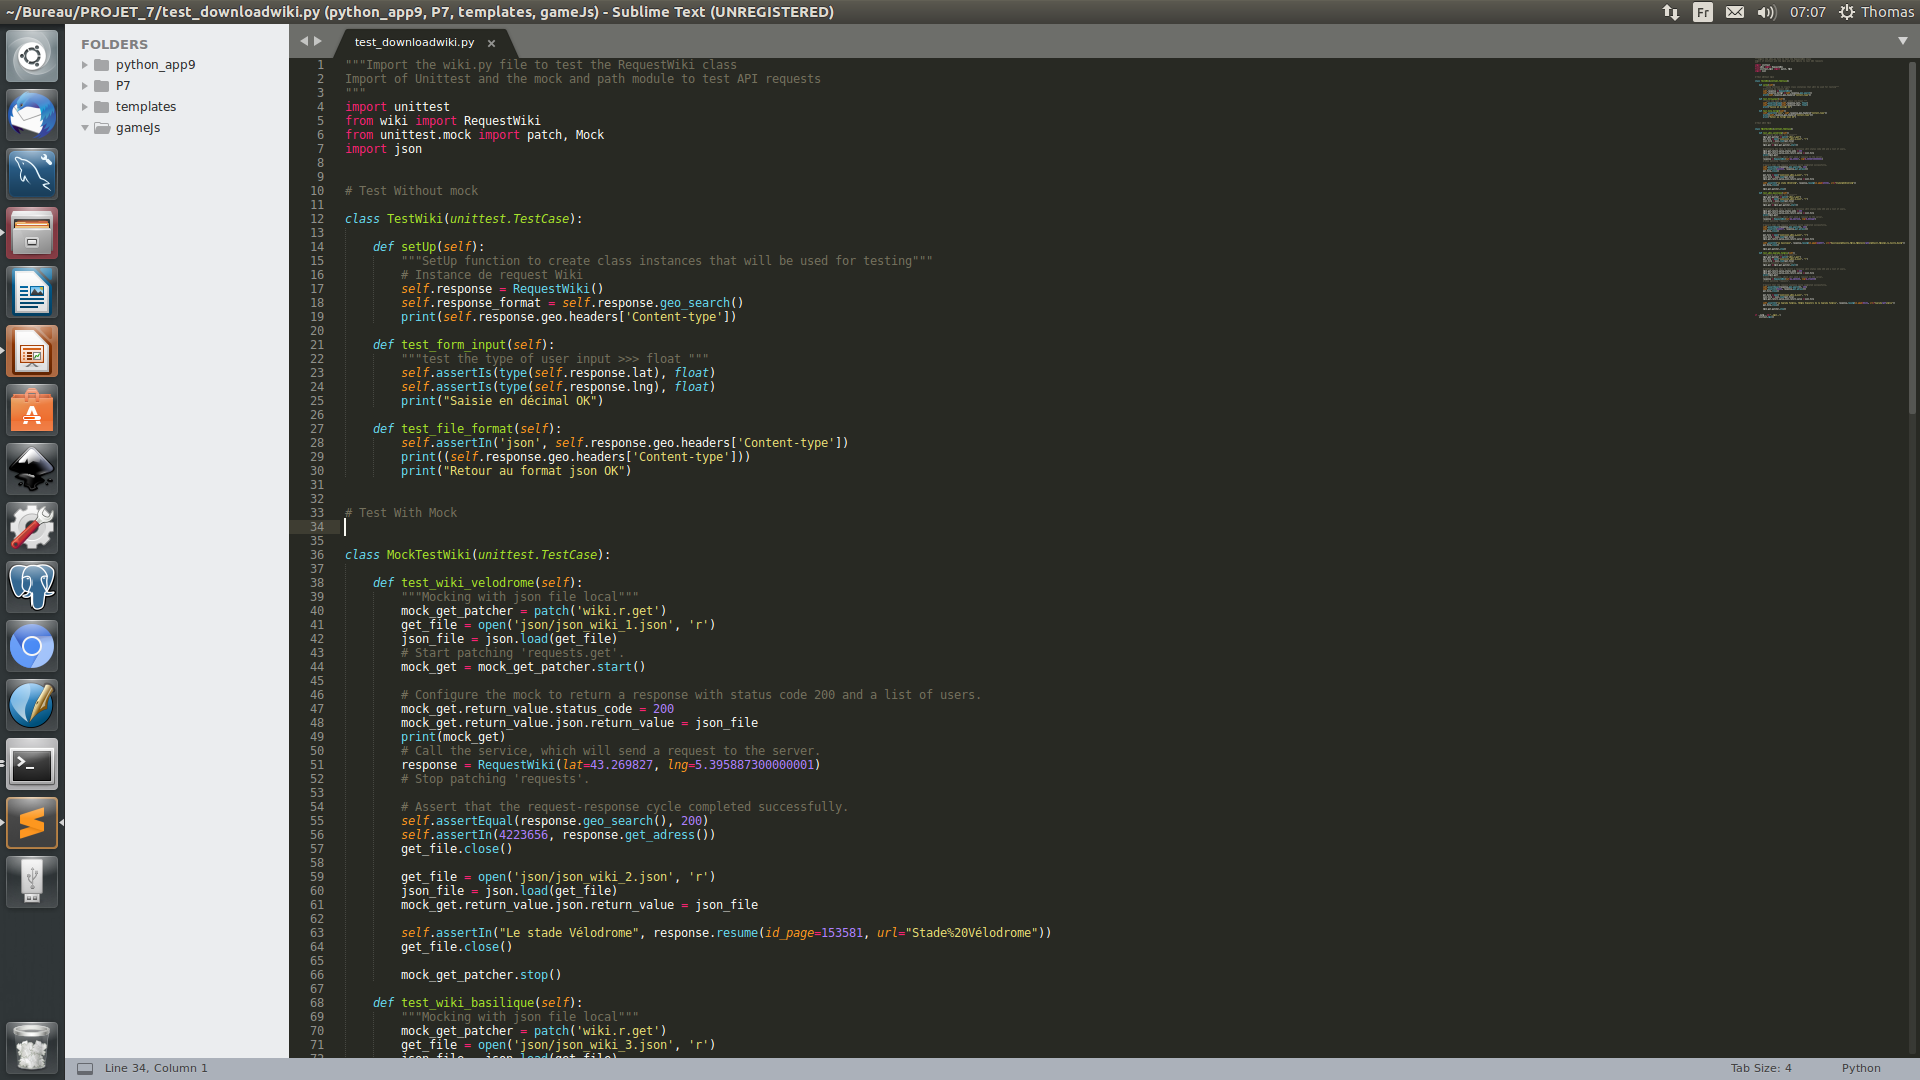 ~/Bureau/PROJET_7/test_downloadwiki.py (python_app9, P7, templates, gameJs) - Sublime Text (UNREGISTERED)
Fr 07:07 Thomas
FOLDERS
python_app9
P7
templates
gameJs
test_downloadwiki.py ×
1 """Import the wiki.py file to test the RequestWiki class
2 Import of Unittest and the mock and path module to test API requests
3 """
4 import unittest
5 from wiki import RequestWiki
6 from unittest.mock import patch, Mock
7 import json
8
9
10 # Test Without mock
11
12 class TestWiki(unittest.TestCase):
13
14     def setUp(self):
15         """SetUp function to create class instances that will be used for testing"""
16         # Instance de request Wiki
17         self.response = RequestWiki()
18         self.response_format = self.response.geo_search()
19         print(self.response.geo.headers['Content-type'])
20
21     def test_form_input(self):
22         """test the type of user input >>> float """
23         self.assertIs(type(self.response.lat), float)
24         self.assertIs(type(self.response.lng), float)
25         print("Saisie en décimal OK")
26
27     def test_file_format(self):
28         self.assertIn('json', self.response.geo.headers['Content-type'])
29         print((self.response.geo.headers['Content-type']))
30         print("Retour au format json OK")
31
32
33 # Test With Mock
34
35
36 class MockTestWiki(unittest.TestCase):
37
38     def test_wiki_velodrome(self):
39         """Mocking with json file local"""
40         mock_get_patcher = patch('wiki.r.get')
41         get_file = open('json/json_wiki_1.json', 'r')
42         json_file = json.load(get_file)
43         # Start patching 'requests.get'.
44         mock_get = mock_get_patcher.start()
45
46         # Configure the mock to return a response with status code 200 and a list of users.
47         mock_get.return_value.status_code = 200
48         mock_get.return_value.json.return_value = json_file
49         print(mock_get)
50         # Call the service, which will send a request to the server.
51         response = RequestWiki(lat=43.269827, lng=5.395887300000001)
52         # Stop patching 'requests'.
53
54         # Assert that the request-response cycle completed successfully.
55         self.assertEqual(response.geo_search(), 200)
56         self.assertIn(4223656, response.get_adress())
57         get_file.close()
58
59         get_file = open('json/json_wiki_2.json', 'r')
60         json_file = json.load(get_file)
61         mock_get.return_value.json.return_value = json_file
62
63         self.assertIn("Le stade Vélodrome", response.resume(id_page=153581, url="Stade%20Vélodrome"))
64         get_file.close()
65
66         mock_get_patcher.stop()
67
68     def test_wiki_basilique(self):
69         """Mocking with json file local"""
70         mock_get_patcher = patch('wiki.r.get')
71         get_file = open('json/json_wiki_3.json', 'r')
72         json_file = json.load(get_file)
Line 34, Column 1
Tab Size: 4
Python